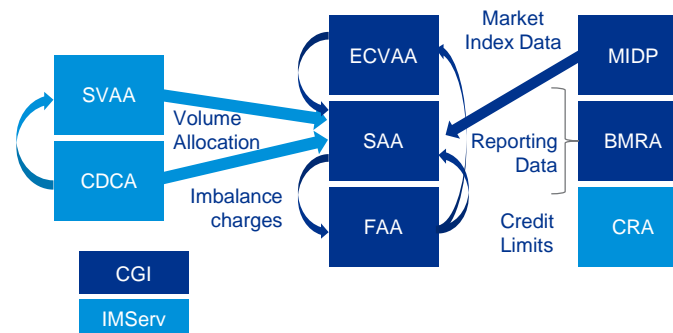 Market
Index Data
ECVAA
MIDP
SVAA
Volume
Allocation
SAA
Reporting
Data
BMRA
CDCA
Imbalance
charges
FAA
Credit
Limits
CRA
CGI
IMServ